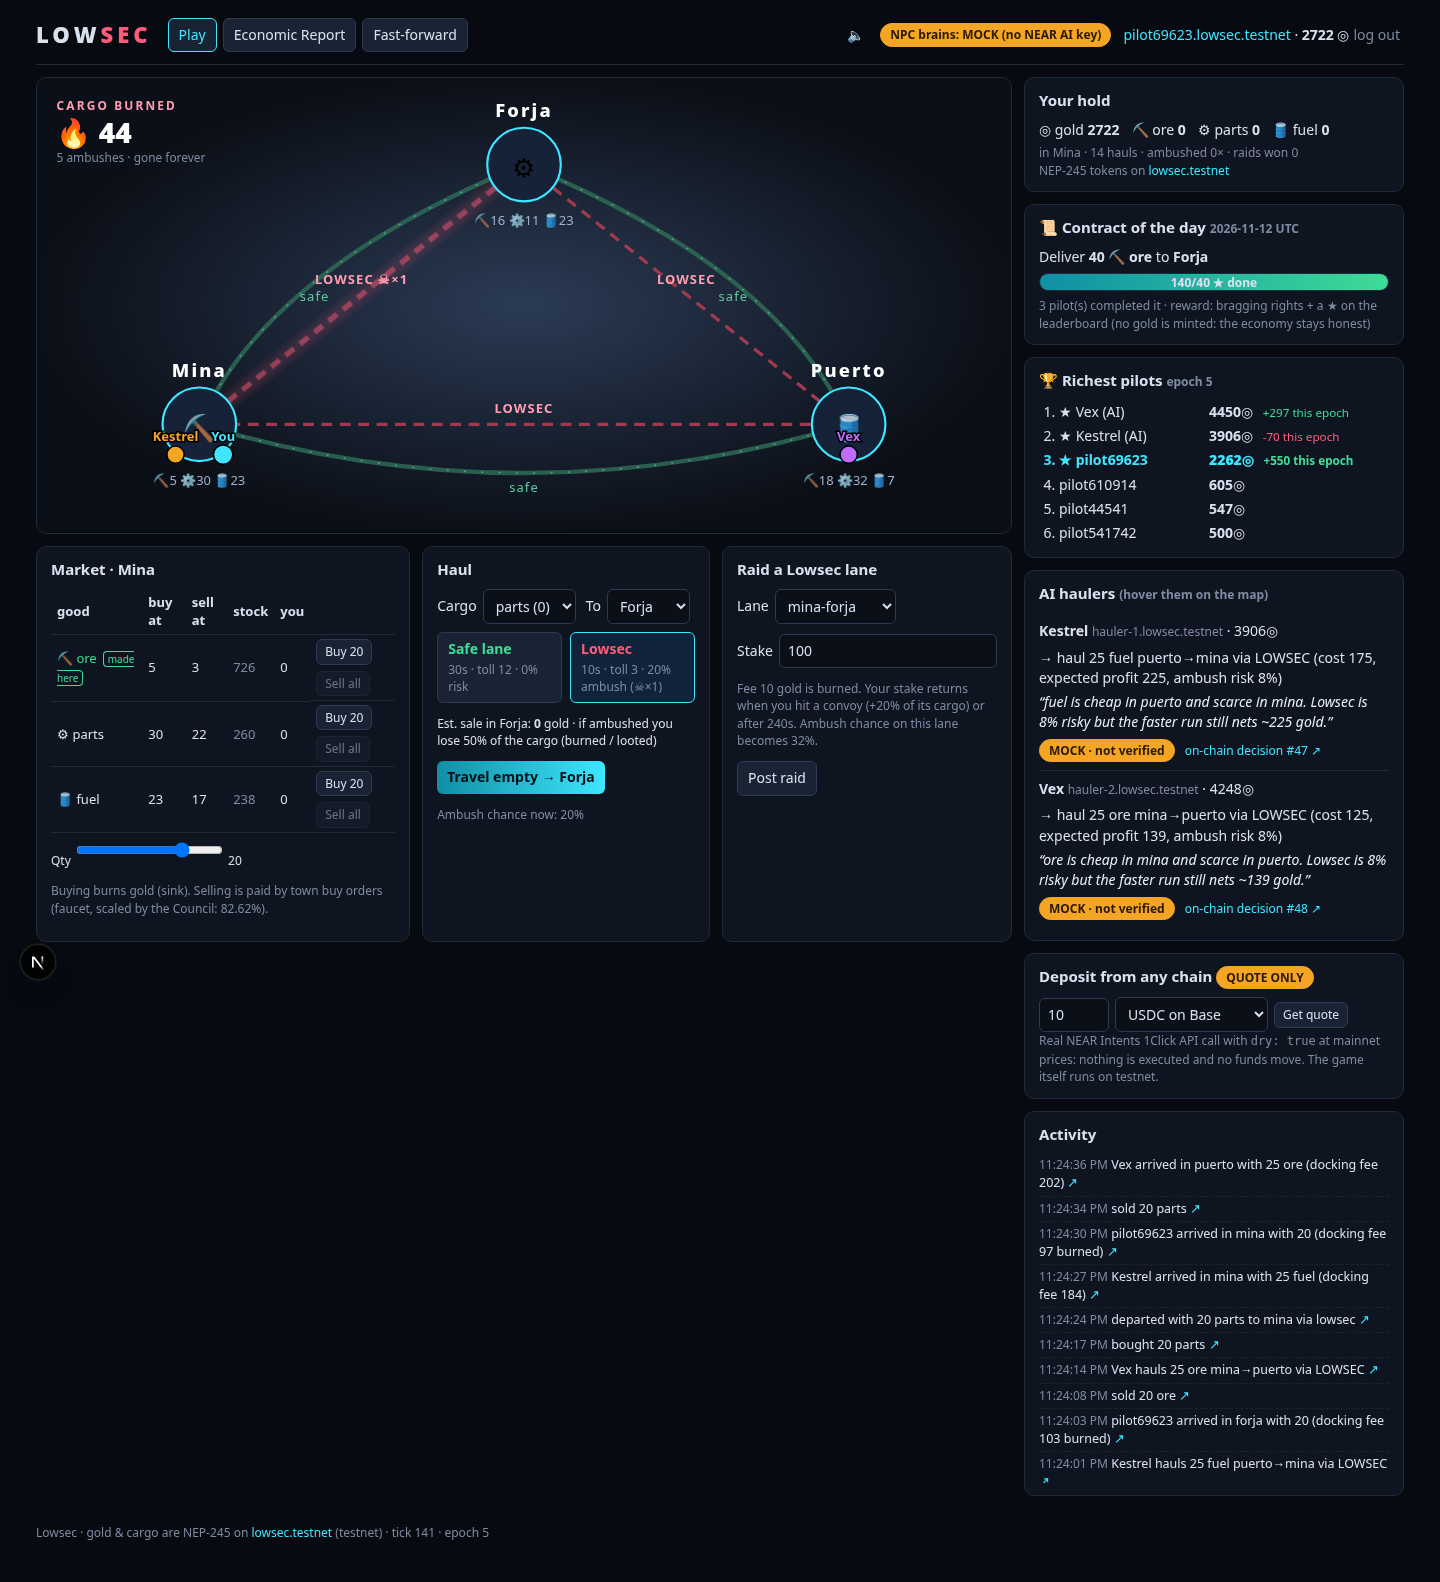 LOWSEC Play Economic Report Fast-forward NPC brains: MOCK (no NEAR AI key) pilot69623.lowsec.testnet · 2722 ◎ log out
CARGO BURNED
🔥 44
5 ambushes · gone forever
Forja
⛏️16 ⚙️11 🛢️23
LOWSEC ☠×1
safe
LOWSEC
safe
Mina
Kestrel You
⛏️5 ⚙️30 🛢️23
LOWSEC
safe
Puerto
Vex
⛏️18 ⚙️32 🛢️7
Market · Mina
good buy at sell at stock you
⛏️ ore made here 5 3 726 0 Buy 20 Sell all
⚙ parts 30 22 260 0 Buy 20 Sell all
🛢️ fuel 23 17 238 0 Buy 20 Sell all
Qty 20
Buying burns gold (sink). Selling is paid by town buy orders
(faucet, scaled by the Council: 82.62%).
Haul
Cargo parts (0) To Forja
Safe lane
30s · toll 12 · 0%
risk
Lowsec
10s · toll 3 · 20%
ambush (☠×1)
Est. sale in Forja: 0 gold · if ambushed you
lose 50% of the cargo (burned / looted)
Travel empty → Forja
Ambush chance now: 20%
Raid a Lowsec lane
Lane mina-forja
Stake 100
Fee 10 gold is burned. Your stake returns
when you hit a convoy (+20% of its cargo) or
after 240s. Ambush chance on this lane
becomes 32%.
Post raid
Your hold
◎ gold 2722 ⛏️ ore 0 ⚙ parts 0 🛢️ fuel 0
in Mina · 14 hauls · ambushed 0× · raids won 0
NEP-245 tokens on lowsec.testnet
📜 Contract of the day 2026-11-12 UTC
Deliver 40 ⛏️ ore to Forja
140/40 ★ done
3 pilot(s) completed it · reward: bragging rights + a ★ on the
leaderboard (no gold is minted: the economy stays honest)
🏆 Richest pilots epoch 5
1. ★ Vex (AI) 4450◎ +297 this epoch
2. ★ Kestrel (AI) 3906◎ -70 this epoch
3. ★ pilot69623 2262◎ +550 this epoch
4. pilot610914 605◎
5. pilot44541 547◎
6. pilot541742 500◎
AI haulers (hover them on the map)
Kestrel hauler-1.lowsec.testnet · 3906◎
→ haul 25 fuel puerto→mina via LOWSEC (cost 175,
expected profit 225, ambush risk 8%)
“fuel is cheap in puerto and scarce in mina. Lowsec is
8% risky but the faster run still nets ~225 gold.”
MOCK · not verified on-chain decision #47 ↗
Vex hauler-2.lowsec.testnet · 4248◎
→ haul 25 ore mina→puerto via LOWSEC (cost 125,
expected profit 139, ambush risk 8%)
“ore is cheap in mina and scarce in puerto. Lowsec is 8%
risky but the faster run still nets ~139 gold.”
MOCK · not verified on-chain decision #48 ↗
Deposit from any chain QUOTE ONLY
10 USDC on Base Get quote
Real NEAR Intents 1Click API call with dry: true at mainnet
prices: nothing is executed and no funds move. The game
itself runs on testnet.
Activity
11:24:36 PM Vex arrived in puerto with 25 ore (docking fee
202) ↗
11:24:34 PM sold 20 parts ↗
11:24:30 PM pilot69623 arrived in mina with 20 (docking fee
97 burned) ↗
11:24:27 PM Kestrel arrived in mina with 25 fuel (docking
fee 184) ↗
11:24:24 PM departed with 20 parts to mina via lowsec ↗
11:24:17 PM bought 20 parts ↗
11:24:14 PM Vex hauls 25 ore mina→puerto via LOWSEC ↗
11:24:08 PM sold 20 ore ↗
11:24:03 PM pilot69623 arrived in forja with 20 (docking fee
103 burned) ↗
11:24:01 PM Kestrel hauls 25 fuel puerto→mina via LOWSEC
↗
N
Lowsec · gold & cargo are NEP-245 on lowsec.testnet (testnet) · tick 141 · epoch 5